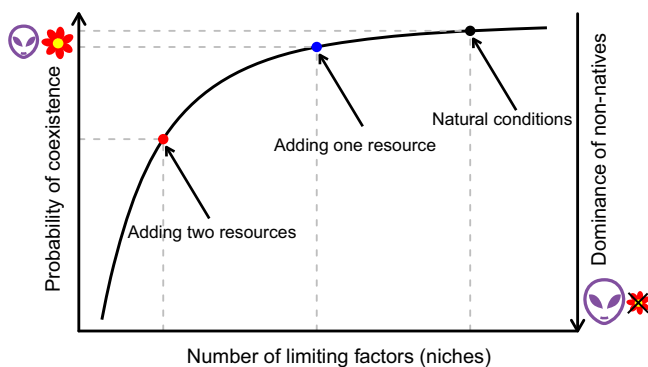 Probability of coexistence
Natural conditions
Adding one resource
Adding two resources
Dominance of non-natives
Number of limiting factors (niches)